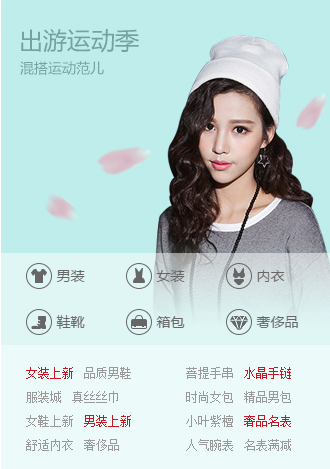 出游运动季
混搭运动范儿
男装 女装 内衣
鞋靴 箱包 奢侈品
女装上新 品质男鞋 菩提手串 水晶手链
服装城 真丝丝巾 时尚女包 精品男包
女鞋上新 男装上新 小叶紫檀 奢品名表
舒适内衣 奢侈品 人气腕表 名表满减